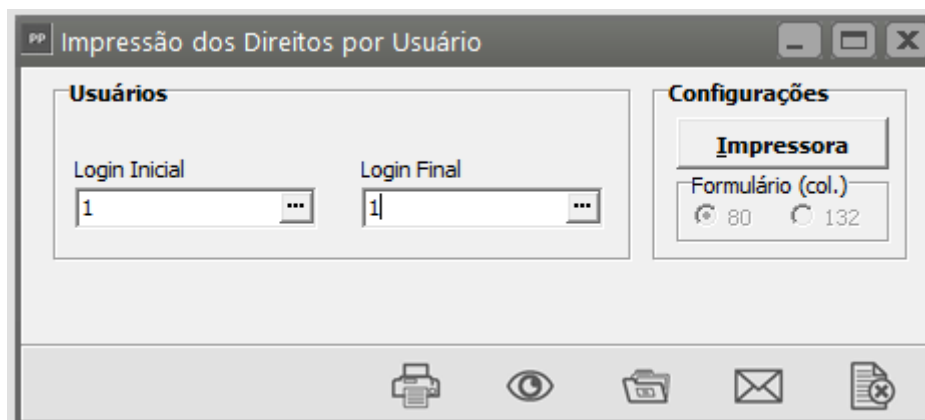 PP Impressão dos Direitos por Usuário
Usuários
Login Inicial
1 ...
Login Final
1 ...
Configurações
Impressora
Formulário (col.)
80 132